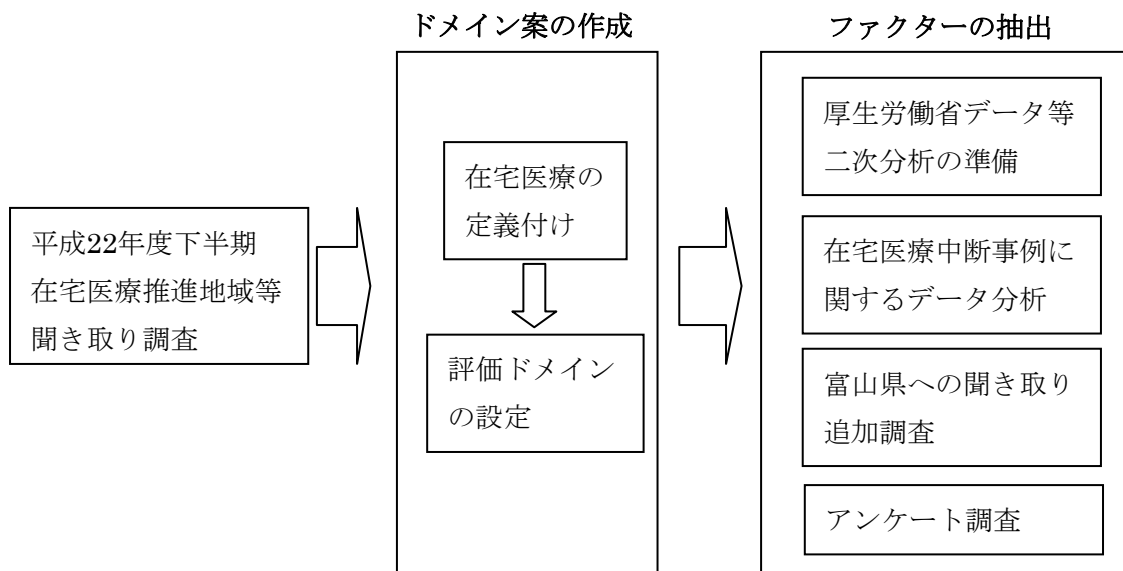 ドメイン案の作成
ファクターの抽出
平成22年度下半期
在宅医療推進地域等
聞き取り調査
在宅医療の
定義付け
評価ドメイン
の設定
厚生労働省データ等
二次分析の準備
在宅医療中断事例に
関するデータ分析
富山県への聞き取り
追加調査
アンケート調査